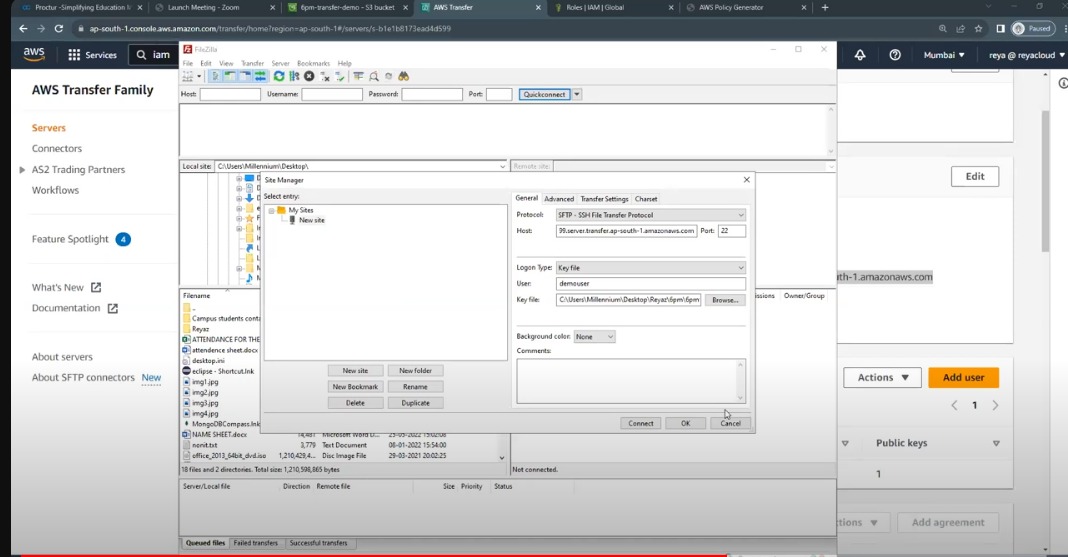 Proctur -Simplifying Education M
Launch Meeting - Zoom
6pm-transfer-demo - S3 bucket
AWS Transfer
Roles | IAM | Global
AWS Policy Generator
ap-south-1.console.aws.amazon.com/transfer/home?region=ap-south-1#/servers/s-b1e1b8173ead4d599
Paused
aws
Services
iam
Mumbai
reya @ reyacloud
AWS Transfer Family
Servers
Connectors
AS2 Trading Partners
Workflows
Feature Spotlight 4
What's New
Documentation
About servers
About SFTP connectors New
FileZilla
File Edit View Transfer Server Bookmarks Help
Host: Username: Password: Port: Quickconnect
Local site: C:\Users\Millennium\Desktop\
Remote site:
Site Manager
Select entry:
My Sites
New site
General Advanced Transfer Settings Charset
Protocol: SFTP - SSH File Transfer Protocol
Host: 99.server.transfer.ap-south-1.amazonaws.com Port: 22
Logon Type: Key file
User: demouser
Key file: C:\Users\Millennium\Desktop\Reyaz\6pm\6pm Browse...
Background color: None
Comments:
New site New folder
New Bookmark Rename
Delete Duplicate
Connect OK Cancel
Filename
..
Campus students conta
Reyaz
ATTENDANCE FOR THE
attendence sheet.docx
desktop.ini
eclipse - Shortcut.lnk
img1.jpg
img2.jpg
img3.jpg
img4.jpg
MongoDBCompass.lnk
NAME SHEET.docx 14,481 Microsoft Word D... 25-05-2022 15:02:08
nonit.txt 3,779 Text Document 08-01-2022 15:54:00
office_2013_64bit_dvd.iso 1,210,429,4... Disc Image File 29-03-2021 20:02:25
18 files and 2 directories. Total size: 1,210,598,865 bytes
issions Owner/Group
Not connected.
Server/Local file Direction Remote file Size Priority Status
Queued files Failed transfers Successful transfers
Edit
uth-1.amazonaws.com
Actions
Add user
1
Public keys
1
tions
Add agreement